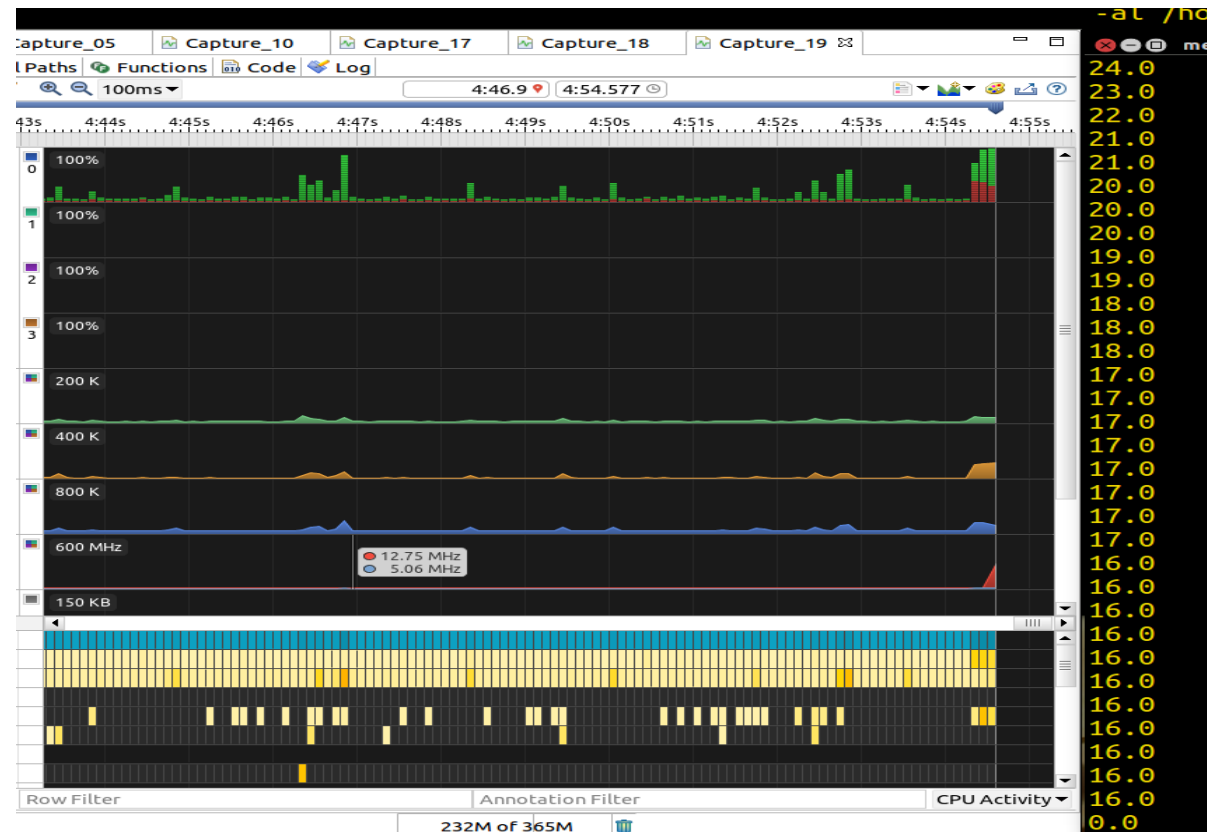 -al /ho
apture_05 Capture_10 Capture_17 Capture_18 Capture_19
l Paths Functions Code Log
100ms 4:46.9 4:54.577
43s 4:44s 4:45s 4:46s 4:47s 4:48s 4:49s 4:50s 4:51s 4:52s 4:53s 4:54s 4:55s
0 100%
1 100%
2 100%
3 100%
200 K
400 K
800 K
600 MHz
12.75 MHz
5.06 MHz
150 KB
Row Filter Annotation Filter CPU Activity
232M of 365M
me
24.0
23.0
22.0
21.0
21.0
20.0
20.0
20.0
19.0
19.0
18.0
18.0
18.0
17.0
17.0
17.0
17.0
17.0
17.0
17.0
17.0
16.0
16.0
16.0
16.0
16.0
16.0
16.0
16.0
16.0
16.0
16.0
0.0